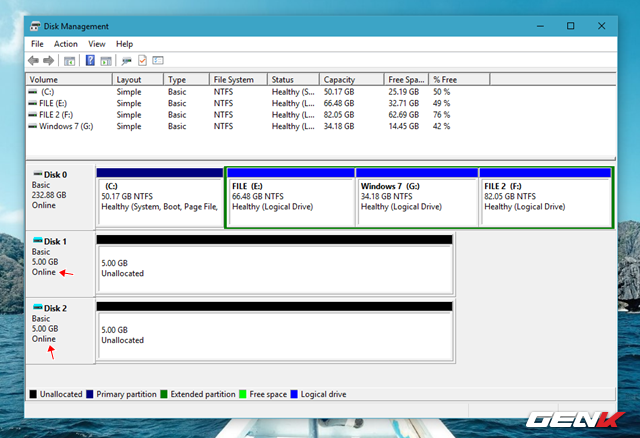 Disk Management
File Action View Help
Volume Layout Type File System Status Capacity Free Spa... % Free
(C:) Simple Basic NTFS Healthy (S... 50.17 GB 25.19 GB 50 %
FILE (E:) Simple Basic NTFS Healthy (L... 66.48 GB 32.71 GB 49 %
FILE 2 (F:) Simple Basic NTFS Healthy (L... 82.05 GB 62.69 GB 76 %
Windows 7 (G:) Simple Basic NTFS Healthy (L... 34.18 GB 14.45 GB 42 %
Disk 0
Basic
232.88 GB
Online
(C:)
50.17 GB NTFS
Healthy (System, Boot, Page File,
FILE (E:)
66.48 GB NTFS
Healthy (Logical Drive)
Windows 7 (G:)
34.18 GB NTFS
Healthy (Logical Drive)
FILE 2 (F:)
82.05 GB NTFS
Healthy (Logical Drive)
Disk 1
Basic
5.00 GB
Online
5.00 GB
Unallocated
Disk 2
Basic
5.00 GB
Online
5.00 GB
Unallocated
Unallocated Primary partition Extended partition Free space Logical drive
GENK